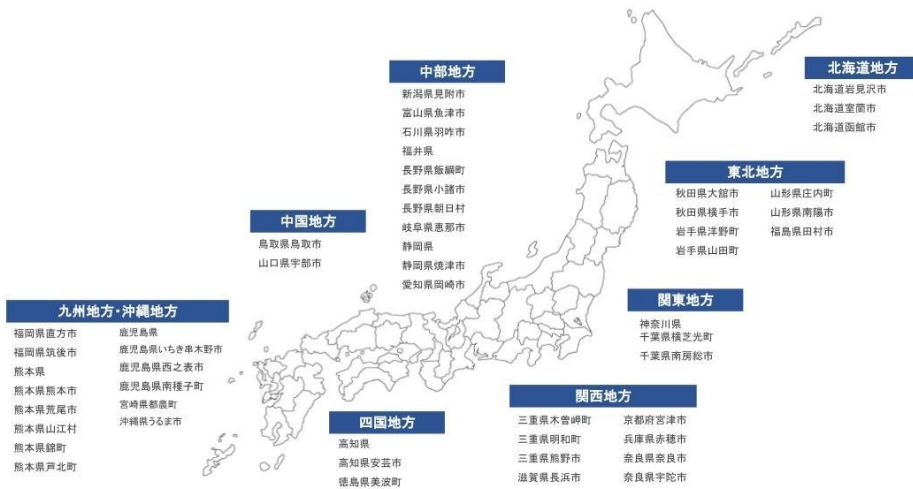 中部地方
新潟県見附市
富山県魚津市
石川県羽咋市
福井県
長野県飯綱町
長野県小諸市
長野県朝日村
岐阜県恵那市
静岡県
静岡県焼津市
愛知県岡崎市
北海道地方
北海道岩見沢市
北海道室蘭市
北海道函館市
東北地方
秋田県大館市
秋田県横手市
岩手県洋野町
岩手県山田町
山形県庄内町
山形県南陽市
福島県田村市
中国地方
鳥取県鳥取市
山口県宇部市
関東地方
神奈川県
千葉県横芝光町
千葉県南房総市
九州地方・沖縄地方
福岡県直方市
福岡県筑後市
熊本県
熊本県熊本市
熊本県荒尾市
熊本県山江村
熊本県錦町
熊本県芦北町
鹿児島県
鹿児島県いちき串木野市
鹿児島県西之表市
鹿児島県南種子町
宮崎県都農町
沖縄県うるま市
四国地方
高知県
高知県安芸市
徳島県美波町
関西地方
三重県木曽岬町
三重県明和町
三重県熊野市
滋賀県長浜市
京都府宮津市
兵庫県赤穂市
奈良県奈良市
奈良県宇陀市